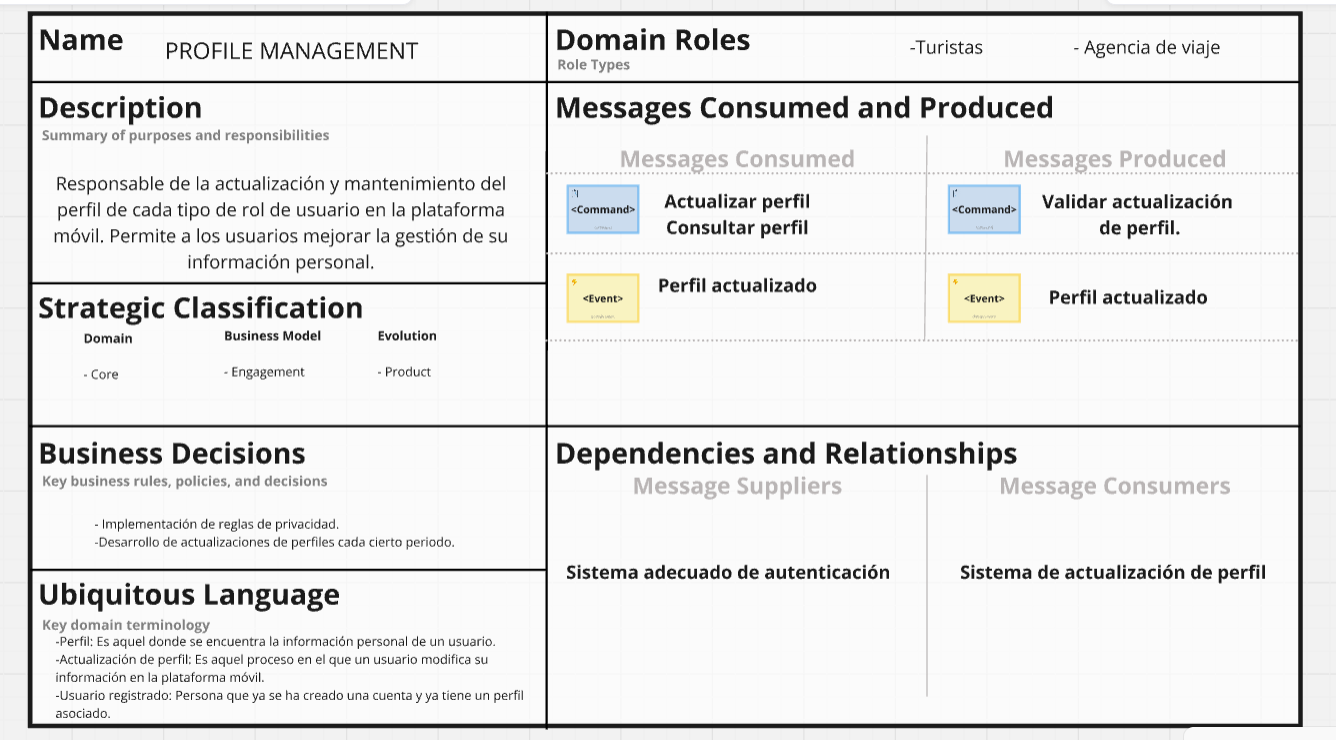 Name
PROFILE MANAGEMENT
Description
Summary of purposes and responsibilities
Responsable de la actualización y mantenimiento del
perfil de cada tipo de rol de usuario en la plataforma
móvil. Permite a los usuarios mejorar la gestión de su
información personal.
Strategic Classification
Domain Business Model Evolution
- Core - Engagement - Product
Business Decisions
Key business rules, policies, and decisions
- Implementación de reglas de privacidad.
-Desarrollo de actualizaciones de perfiles cada cierto periodo.
Ubiquitous Language
Key domain terminology
-Perfil: Es aquel donde se encuentra la información personal de un usuario.
-Actualización de perfil: Es aquel proceso en el que un usuario modifica su
información en la plataforma móvil.
-Usuario registrado: Persona que ya se ha creado una cuenta y ya tiene un perfil
asociado.
Domain Roles
Role Types
-Turistas - Agencia de viaje
Messages Consumed and Produced
Messages Consumed
<Command>
Actualizar perfil
Consultar perfil
<Event>
Perfil actualizado
Messages Produced
<Command>
Validar actualización
de perfil.
<Event>
Perfil actualizado
Dependencies and Relationships
Message Suppliers
Sistema adecuado de autenticación
Message Consumers
Sistema de actualización de perfil